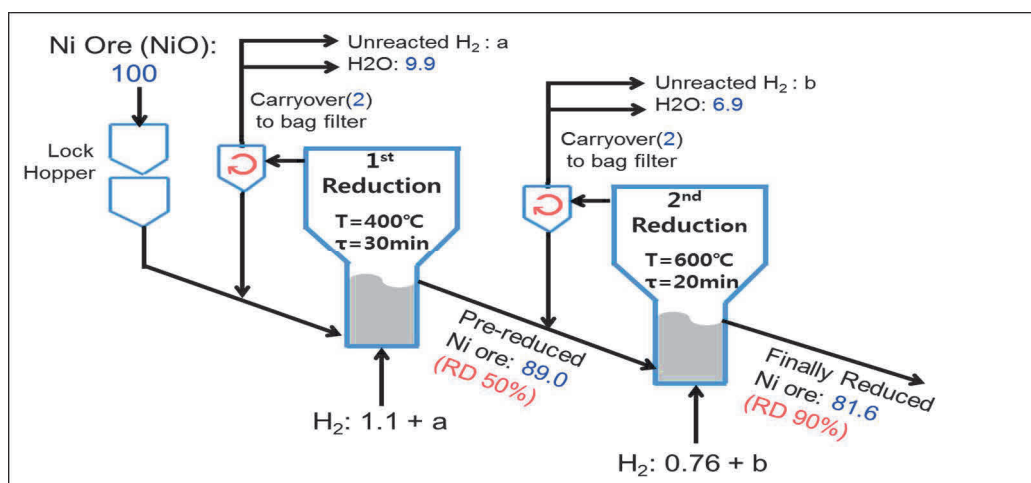 Ni Ore (NiO):
100
Lock
Hopper
Unreacted H₂ : a
H2O: 9.9
Carryover(2)
to bag filter
1st
Reduction
T=400℃
τ=30min
H₂: 1.1 + a
Pre-reduced
Ni ore: 89.0
(RD 50%)
Unreacted H₂ : b
H2O: 6.9
Carryover(2)
to bag filter
2nd
Reduction
T=600℃
τ=20min
H₂: 0.76 + b
Finally Reduced
Ni ore: 81.6
(RD 90%)